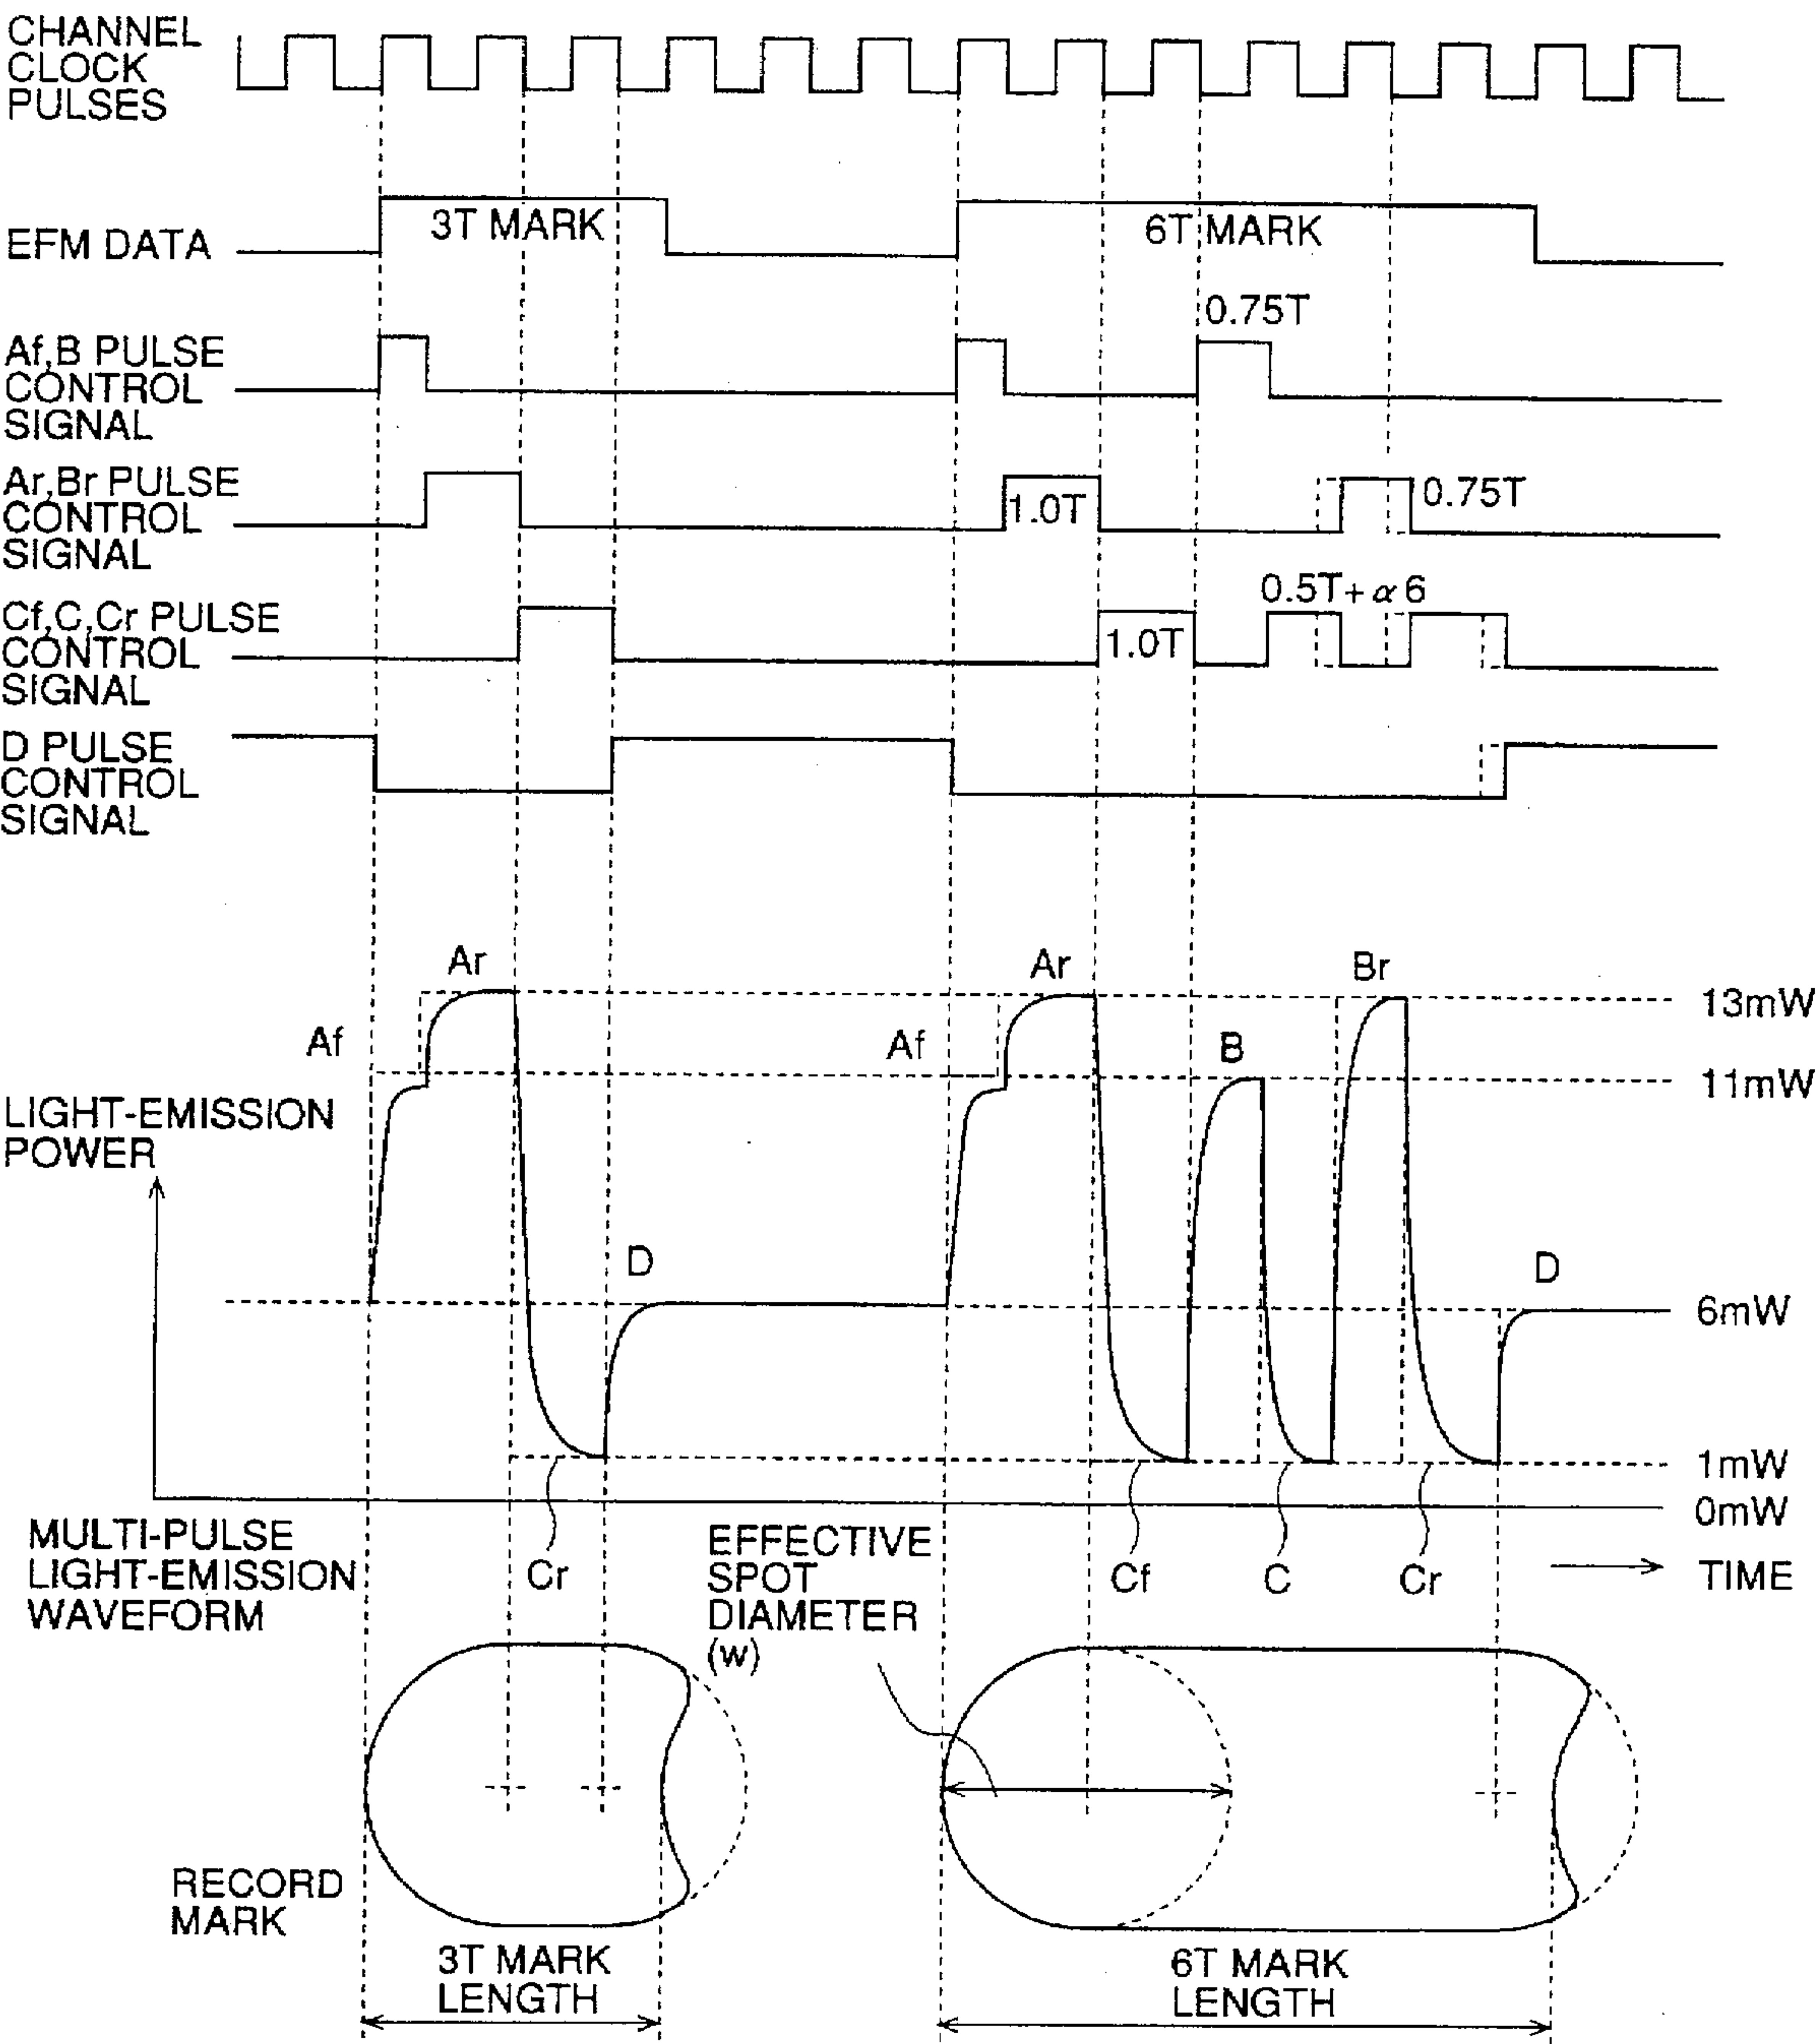 CHANNEL
CLOCK
PULSES
EFM DATA
3T MARK
6T MARK
0.75T
Af,B PULSE
CONTROL
SIGNAL
Ar,Br PULSE
CONTROL
SIGNAL
1.0T
0.75T
0.5T+α6
Cf,C,Cr PULSE
CONTROL
SIGNAL
1.0T
D PULSE
CONTROL
SIGNAL
Ar
Ar
Br
13mW
Af
Af
B
11mW
LIGHT-EMISSION
POWER
D
D
6mW
1mW
0mW
MULTI-PULSE
LIGHT-EMISSION
WAVEFORM
Cr
EFFECTIVE
SPOT
DIAMETER
(w)
Cf
C
Cr
TIME
RECORD
MARK
3T MARK
LENGTH
6T MARK
LENGTH